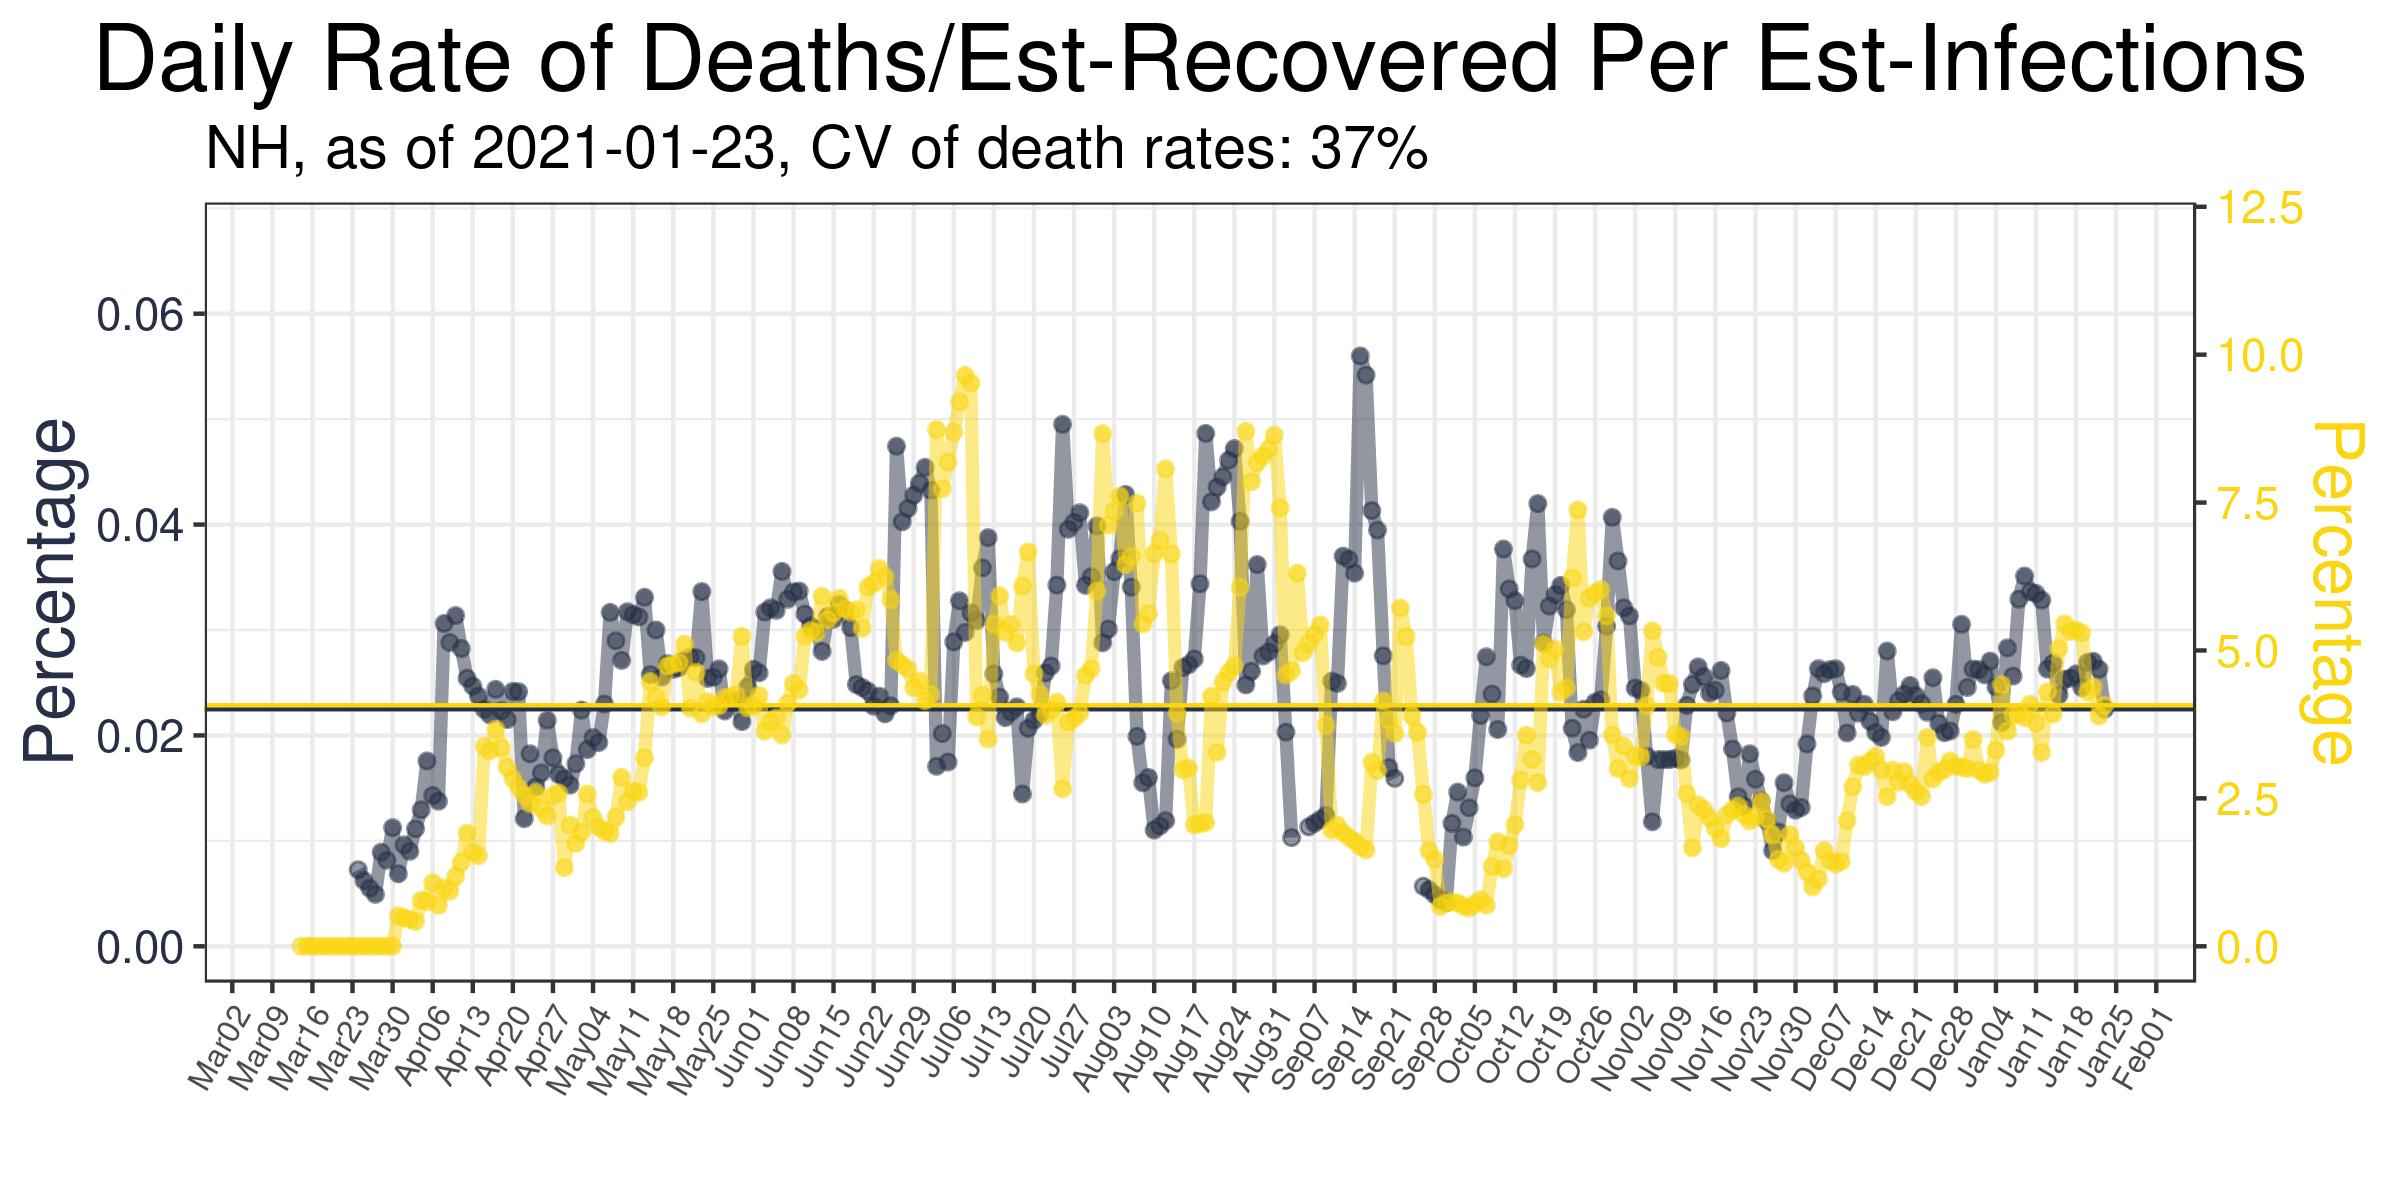 Daily Rate of Deaths/Est-Recovered Per Est-Infections
NH, as of 2021-01-23, CV of death rates: 37%
Percentage
0.06
0.04
0.02
0.00
12.5
10.0
7.5
5.0
2.5
0.0
Percentage
Mar02
Mar09
Mar16
Mar23
Mar30
Apr06
Apr13
Apr20
Apr27
May04
May11
May18
May25
Jun01
Jun08
Jun15
Jun22
Jun29
Jul06
Jul13
Jul20
Jul27
Aug03
Aug10
Aug17
Aug24
Aug31
Sep07
Sep14
Sep21
Sep28
Oct05
Oct12
Oct19
Oct26
Nov02
Nov09
Nov16
Nov23
Nov30
Dec07
Dec14
Dec21
Dec28
Jan04
Jan11
Jan18
Jan25
Feb01